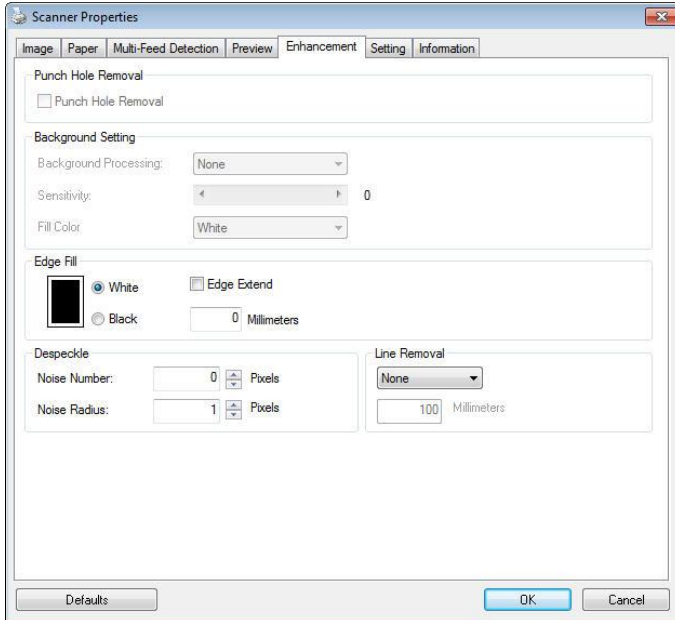 Scanner Properties
Image Paper Multi-Feed Detection Preview Enhancement Setting Information
Punch Hole Removal
Punch Hole Removal
Background Setting
Background Processing: None
Sensitivity: 0
Fill Color White
Edge Fill
White Edge Extend
Black 0 Millimeters
Despeckle Line Removal
Noise Number: 0 Pixels None
Noise Radius: 1 Pixels 100 Millimeters
Defaults OK Cancel